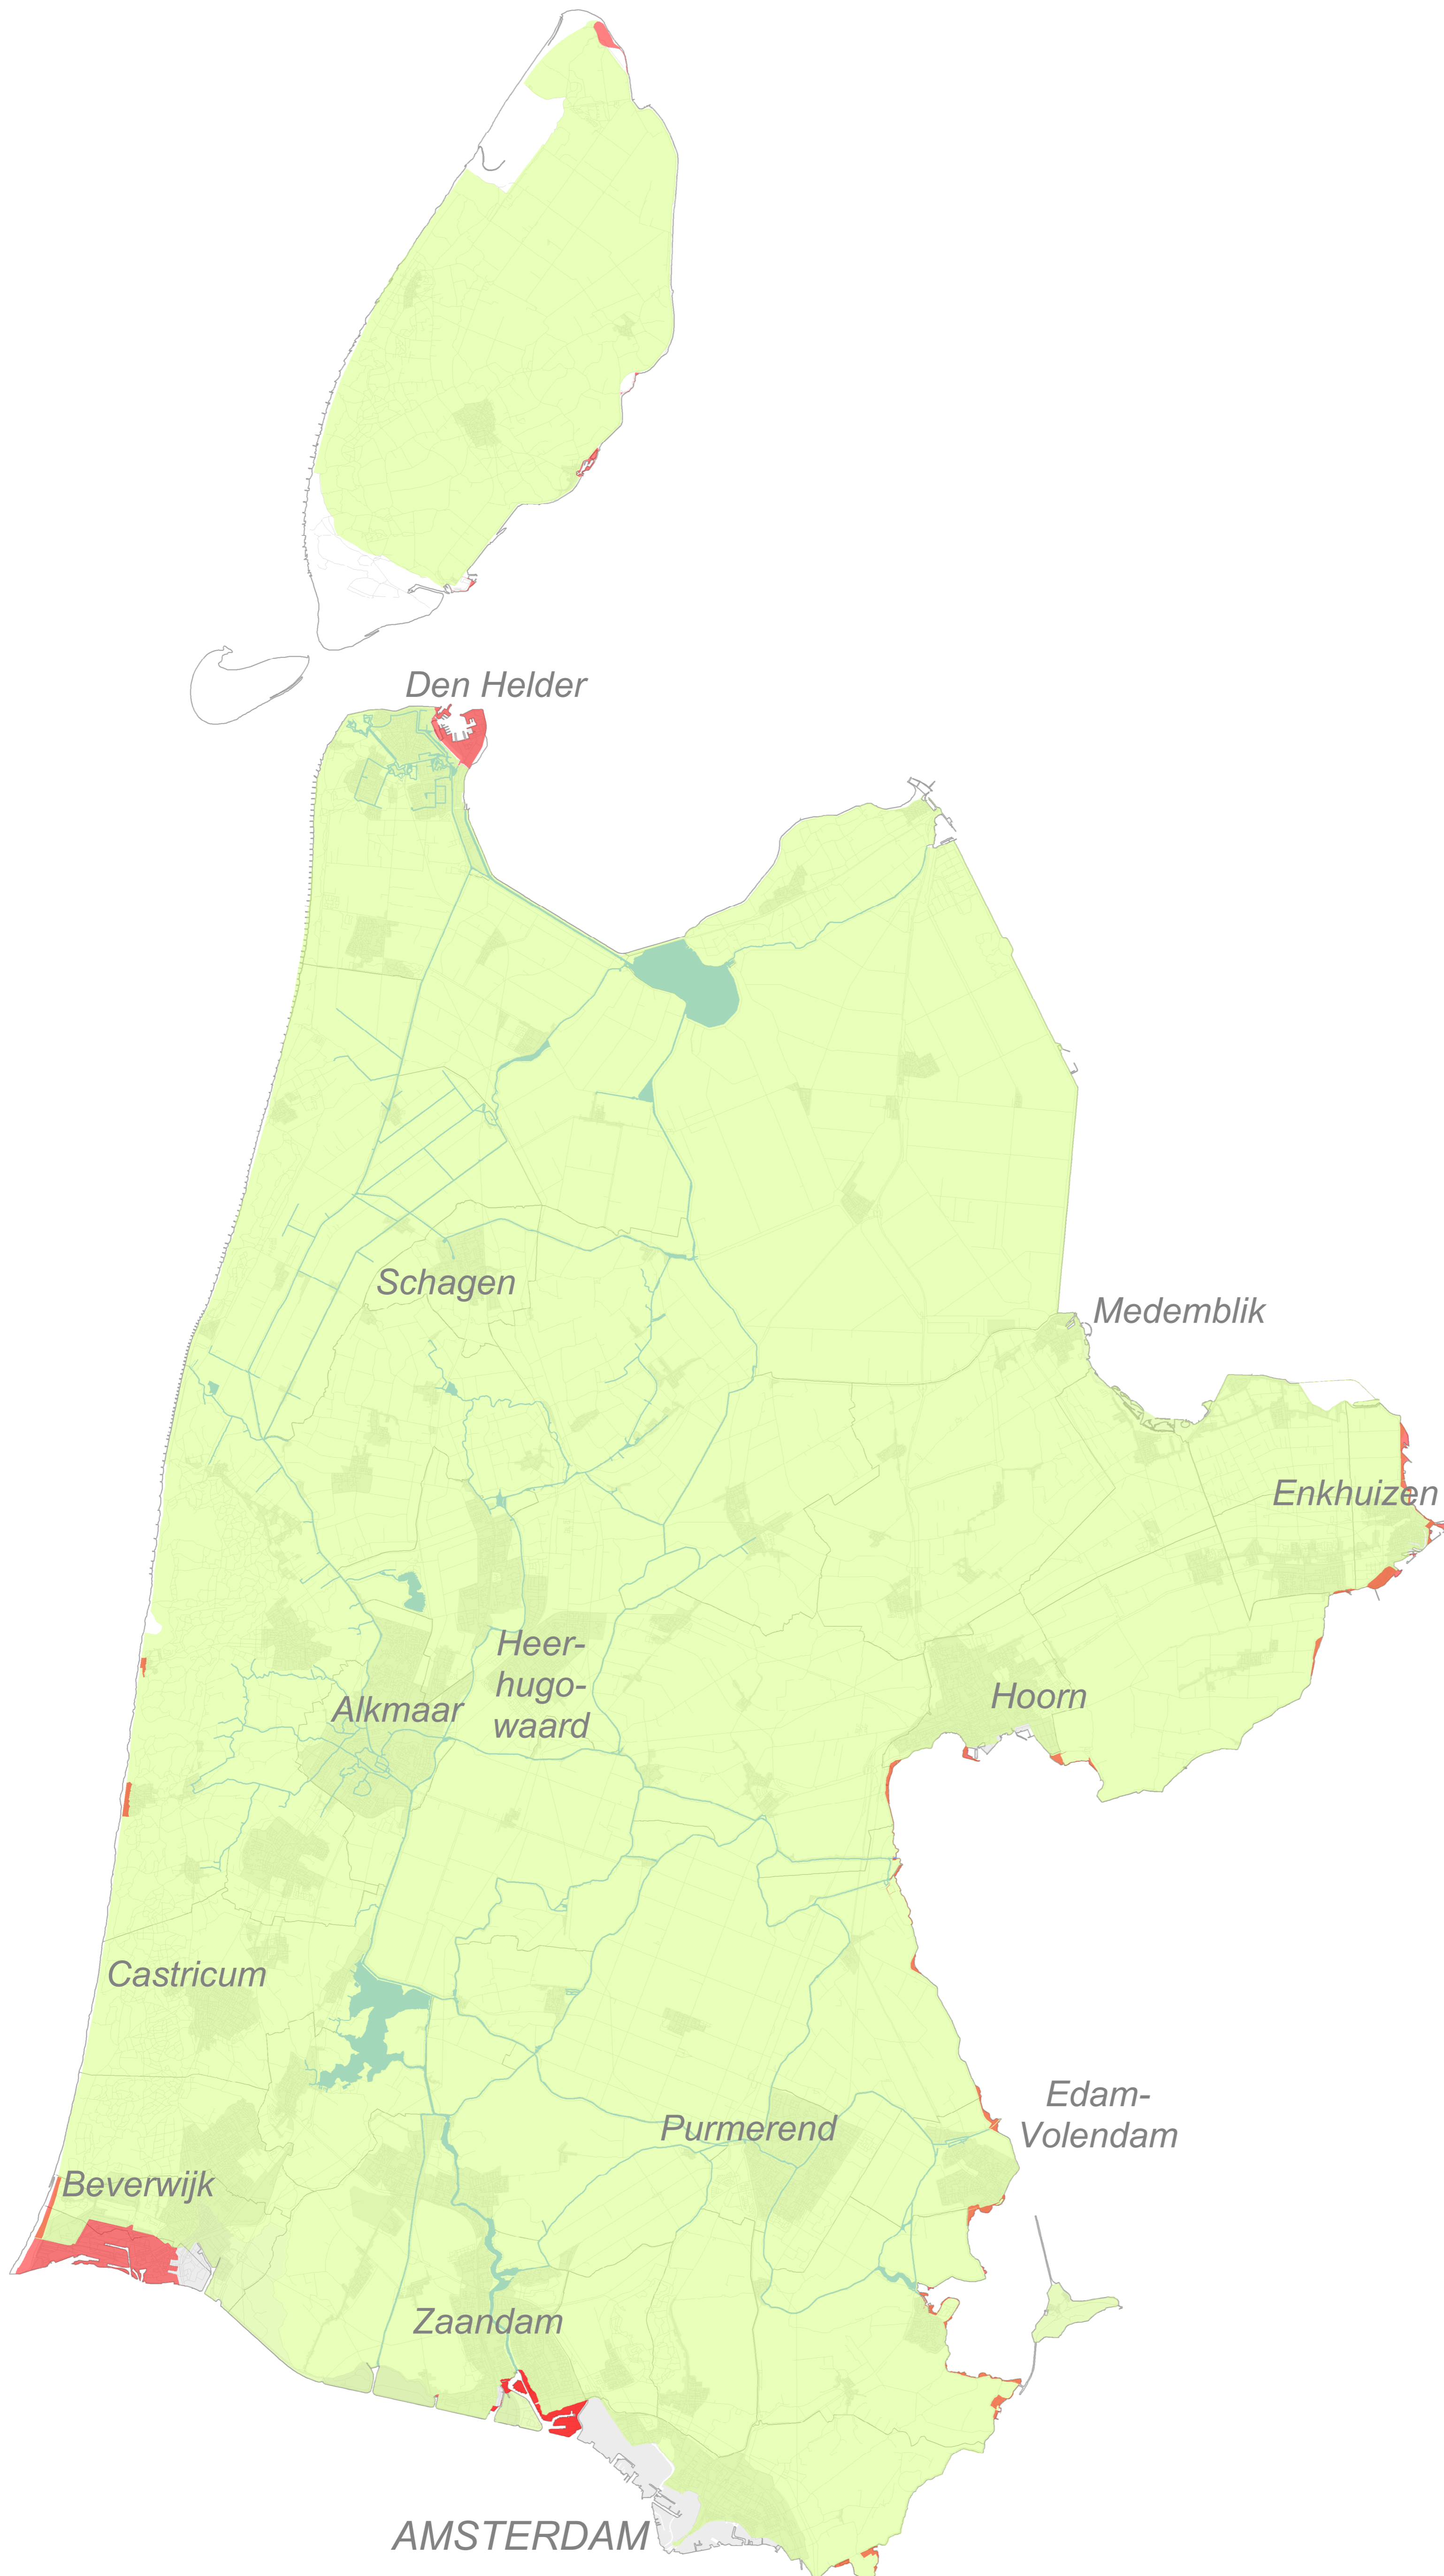 Den Helder
Schagen
Medemblik
Enkhuizen
Heer-
hugo-
waard
Alkmaar
Hoorn
Castricum
Edam-
Volendam
Purmerend
Beverwijk
Zaandam
AMSTERDAM